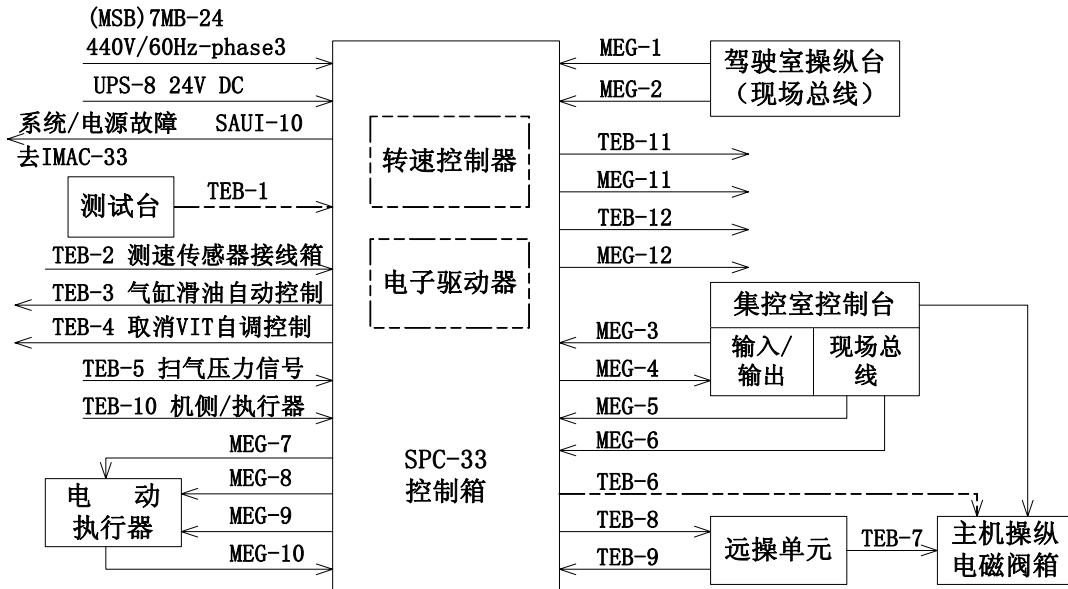 (MSB)7MB-24
440V/60Hz-phase3
UPS-8 24V DC
系统/电源故障 SAUI-10
去IMAC-33
测试台
TEB-1
TEB-2 测速传感器接线箱
TEB-3 气缸滑油自动控制
TEB-4 取消VIT自调控制
TEB-5 扫气压力信号
TEB-10 机侧/执行器
MEG-7
MEG-8
MEG-9
MEG-10
电 动
执行器
转速控制器
电子驱动器
SPC-33
控制箱
MEG-1
MEG-2
驾驶室操纵台
(现场总线)
TEB-11
MEG-11
TEB-12
MEG-12
集控室控制台
输入/
输出
现场总
线
MEG-3
MEG-4
MEG-5
MEG-6
TEB-6
TEB-8
TEB-9
远操单元
TEB-7
主机操纵
电磁阀箱